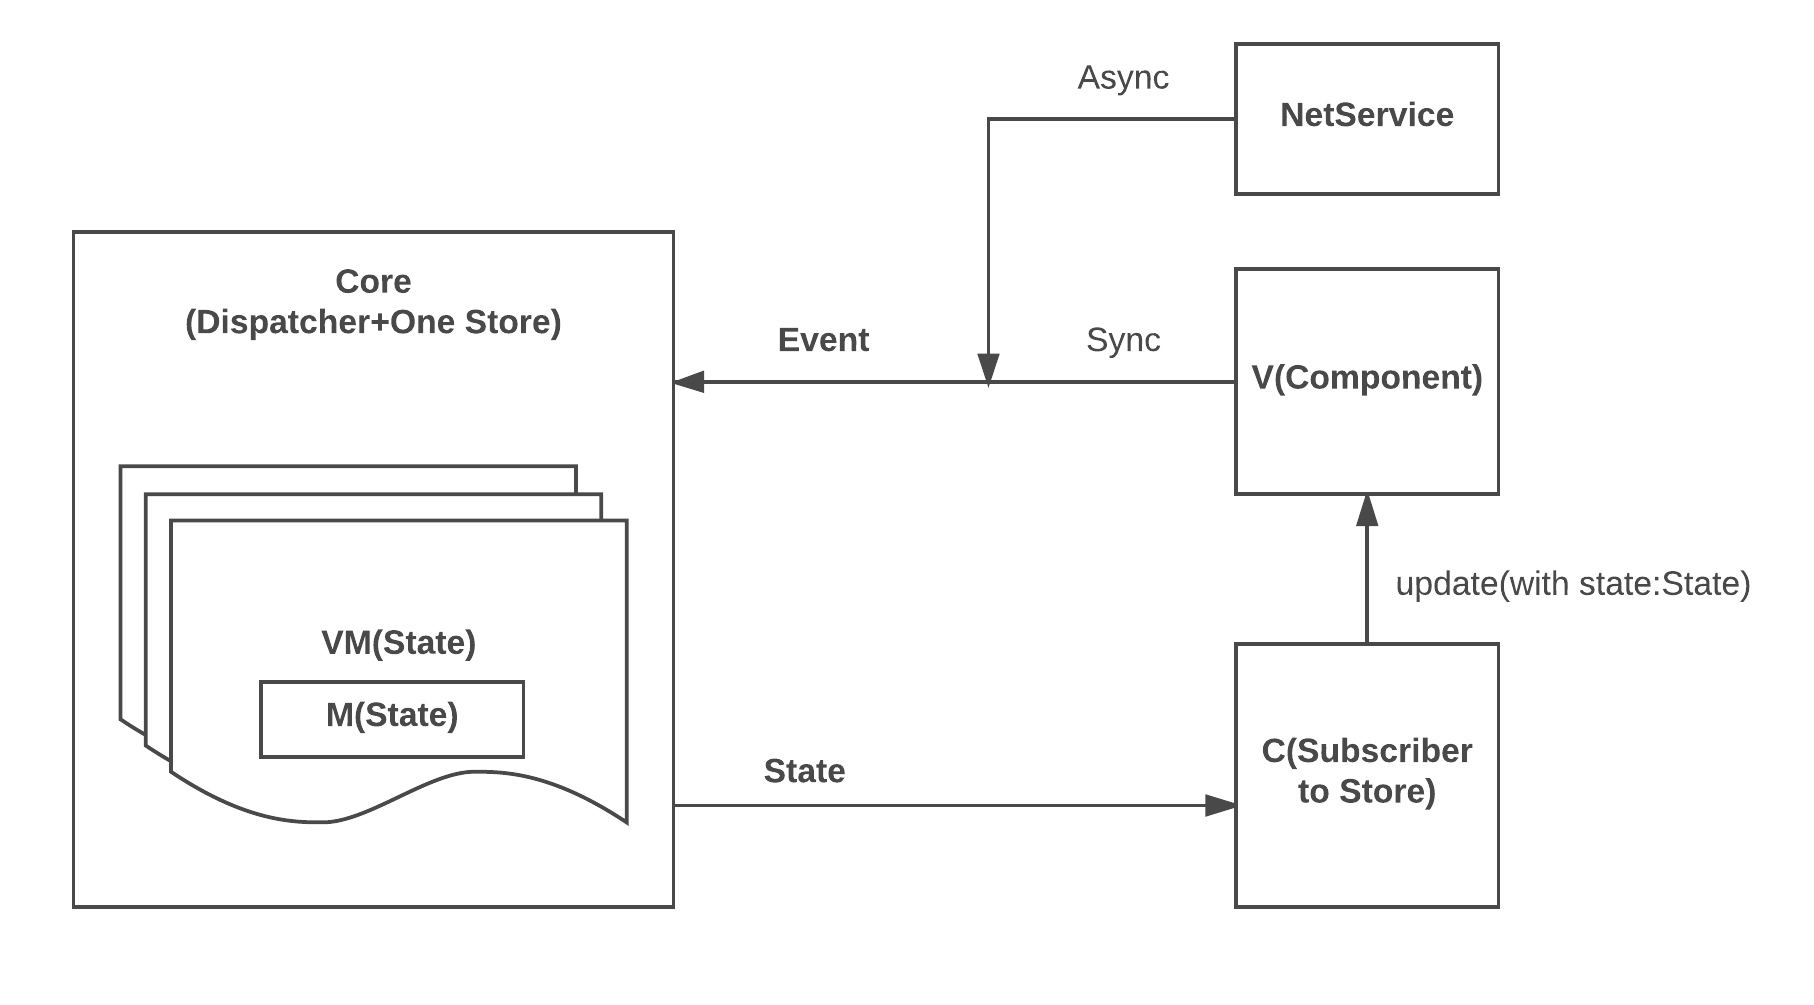 Async
NetService
Core
(Dispatcher+One Store)
Event
Sync
V(Component)
update(with state:State)
VM(State)
M(State)
State
C(Subscriber
to Store)